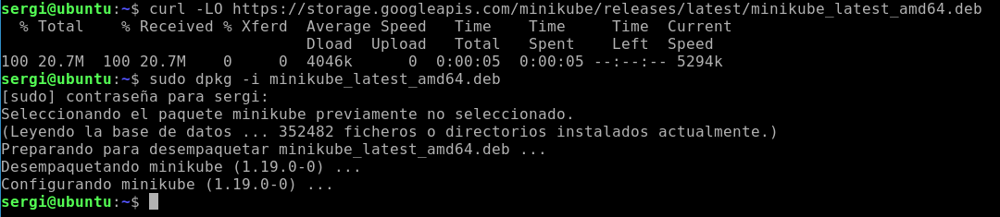 sergi@ubuntu:~$ curl -LO https://storage.googleapis.com/minikube/releases/latest/minikube_latest_amd64.deb
  % Total    % Received % Xferd  Average Speed   Time    Time     Time  Current
                                 Dload  Upload   Total   Spent    Left  Speed
100 20.7M  100 20.7M    0     0  4046k      0  0:00:05  0:00:05 --:--:-- 5294k
sergi@ubuntu:~$ sudo dpkg -i minikube_latest_amd64.deb
[sudo] contraseña para sergi:
Seleccionando el paquete minikube previamente no seleccionado.
(Leyendo la base de datos ... 352482 ficheros o directorios instalados actualmente.)
Preparando para desempaquetar minikube_latest_amd64.deb ...
Desempaquetando minikube (1.19.0-0) ...
Configurando minikube (1.19.0-0) ...
sergi@ubuntu:~$